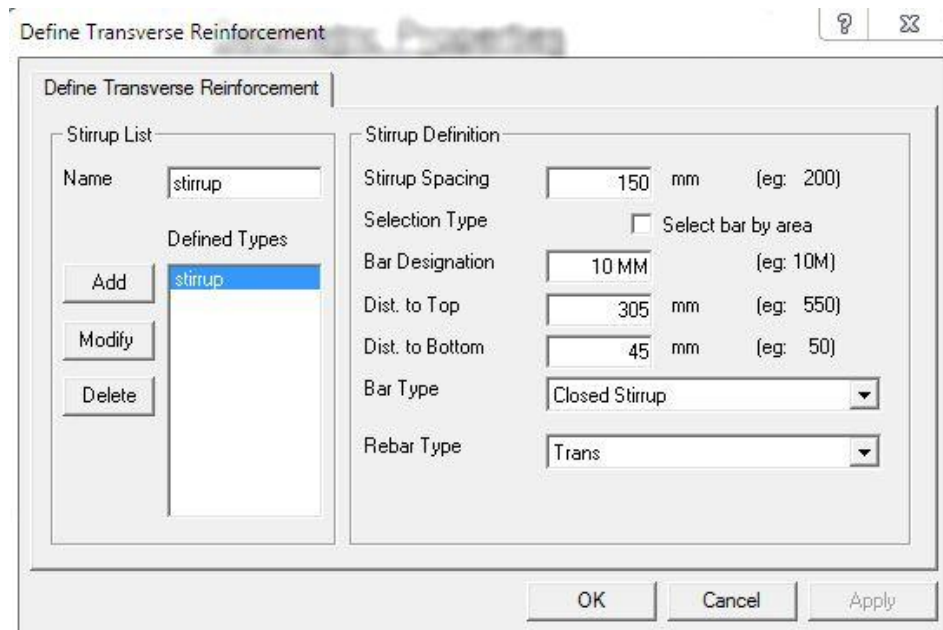 Define Transverse Reinforcement
Properties
Define Transverse Reinforcement
Stirrup List
Name stirrup
Defined Types
stirrup
Add
Modify
Delete
Stirrup Definition
Stirrup Spacing 150 mm (eg: 200)
Selection Type Select bar by area
Bar Designation 10 MM (eg: 10M)
Dist. to Top 305 mm (eg: 550)
Dist. to Bottom 45 mm (eg: 50)
Bar Type Closed Stirrup
Rebar Type Trans
OK Cancel Apply